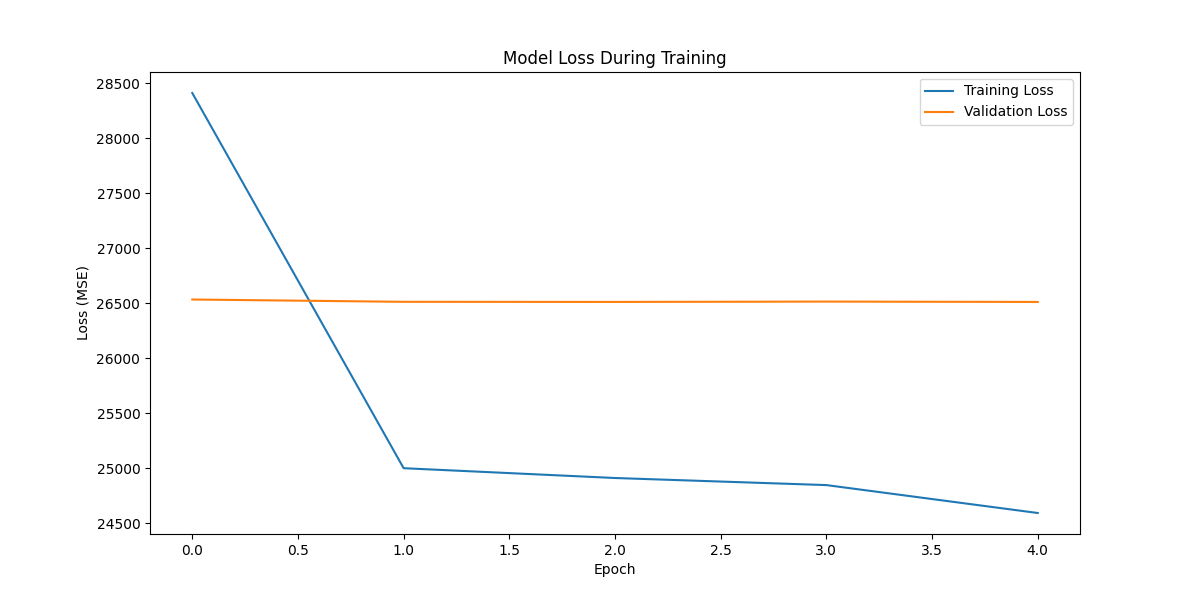 Model Loss During Training
Training Loss
Validation Loss
28500
28000
27500
27000
26500
26000
25500
25000
24500
Loss (MSE)
0.0 0.5 1.0 1.5 2.0 2.5 3.0 3.5 4.0
Epoch